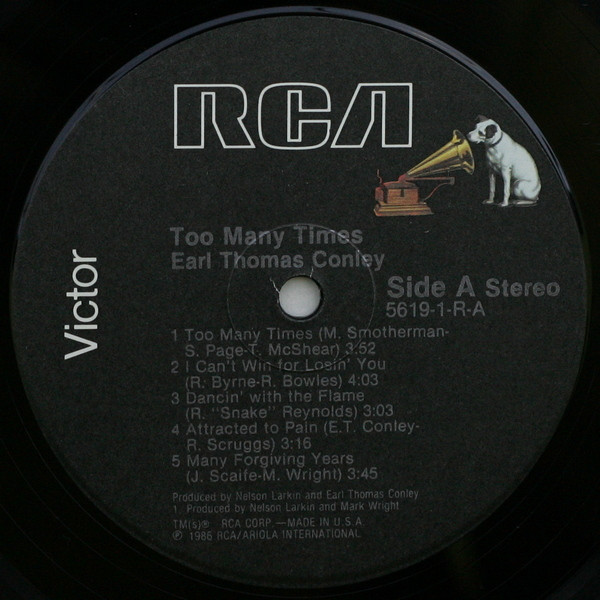 RCA
Too Many Times
Earl Thomas Conley
Victor
Side A Stereo
5619-1-R-A
1 Too Many Times (M. Smotherman-
S. Page-T. McShear) 3:52
2 I Can't Win for Losin' You
(R. Byrne-R. Bowles) 4:03
3 Dancin' with the Flame
(R. "Snake" Reynolds) 3:03
4 Attracted to Pain (E.T. Conley-
R. Scruggs) 3:16
5 Many Forgiving Years
(J. Scaife-M. Wright) 3:45
Produced by Nelson Larkin and Earl Thomas Conley
1. Produced by Nelson Larkin and Mark Wright
TM(s)® RCA CORP.—MADE IN U.S.A.
℗ 1986 RCA/ARIOLA INTERNATIONAL